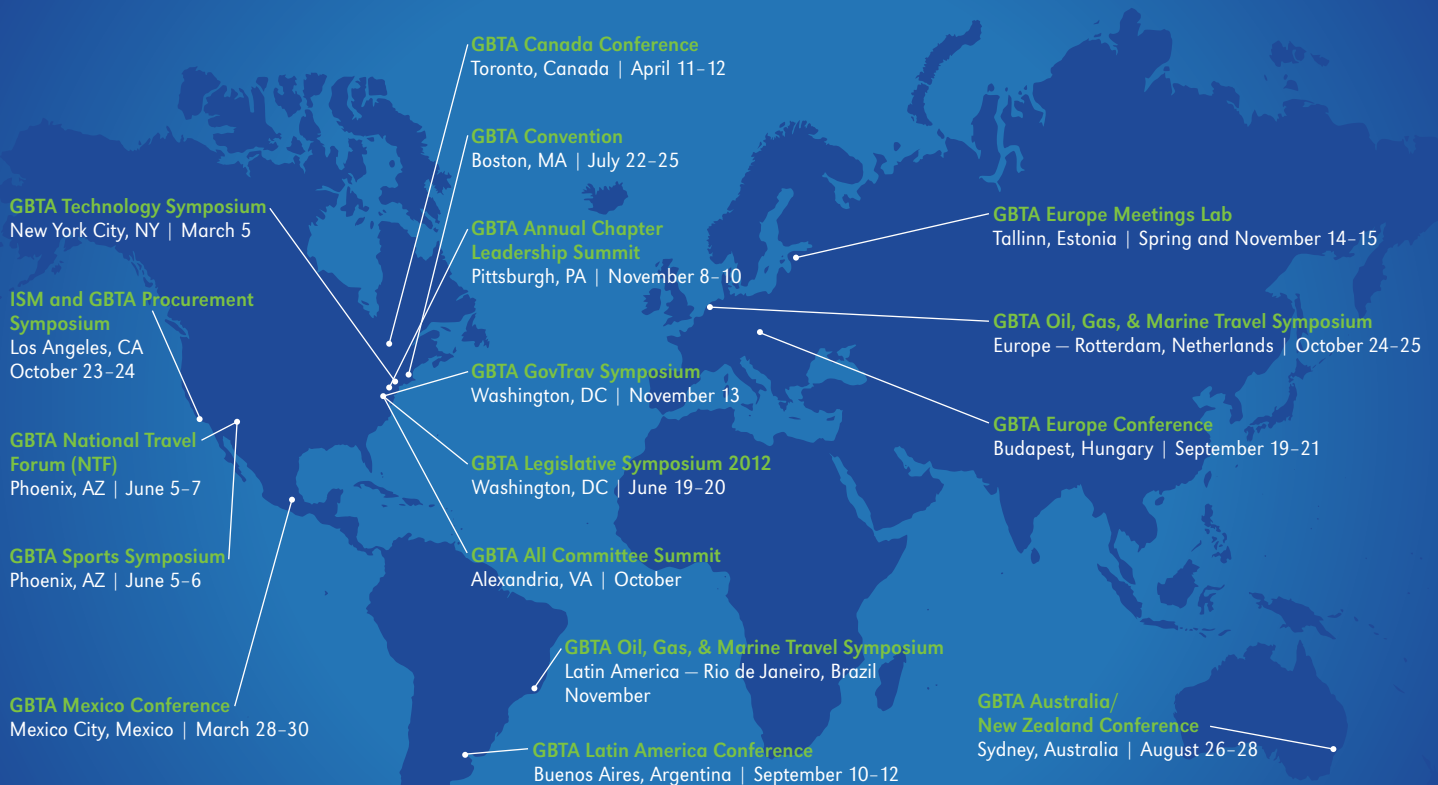 GBTA Canada Conference
Toronto, Canada | April 11–12
GBTA Convention
Boston, MA | July 22–25
GBTA Technology Symposium
New York City, NY | March 5
GBTA Annual Chapter
Leadership Summit
Pittsburgh, PA | November 8–10
GBTA Europe Meetings Lab
Tallinn, Estonia | Spring and November 14–15
ISM and GBTA Procurement
Symposium
Los Angeles, CA
October 23–24
GBTA Oil, Gas, & Marine Travel Symposium
Europe — Rotterdam, Netherlands | October 24–25
GBTA GovTrav Symposium
Washington, DC | November 13
GBTA Europe Conference
Budapest, Hungary | September 19–21
GBTA National Travel
Forum (NTF)
Phoenix, AZ | June 5–7
GBTA Legislative Symposium 2012
Washington, DC | June 19–20
GBTA Sports Symposium
Phoenix, AZ | June 5–6
GBTA All Committee Summit
Alexandria, VA | October
GBTA Oil, Gas, & Marine Travel Symposium
Latin America — Rio de Janeiro, Brazil
November
GBTA Mexico Conference
Mexico City, Mexico | March 28–30
GBTA Australia/
New Zealand Conference
Sydney, Australia | August 26–28
GBTA Latin America Conference
Buenos Aires, Argentina | September 10–12